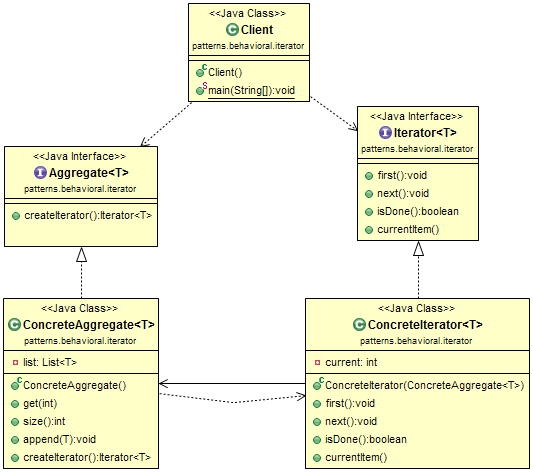 <<Java Class>>
Client
patterns.behavioral.iterator
Client()
main(String[]):void
<<Java Interface>>
Iterator<T>
patterns.behavioral.iterator
first():void
next():void
isDone():boolean
currentItem()
<<Java Interface>>
Aggregate<T>
patterns.behavioral.iterator
createIterator():Iterator<T>
<<Java Class>>
ConcreteAggregate<T>
patterns.behavioral.iterator
list: List<T>
ConcreteAggregate()
get(int)
size():int
append(T):void
createIterator():Iterator<T>
<<Java Class>>
ConcreteIterator<T>
patterns.behavioral.iterator
current: int
ConcreteIterator(ConcreteAggregate<T>)
first():void
next():void
isDone():boolean
currentItem()